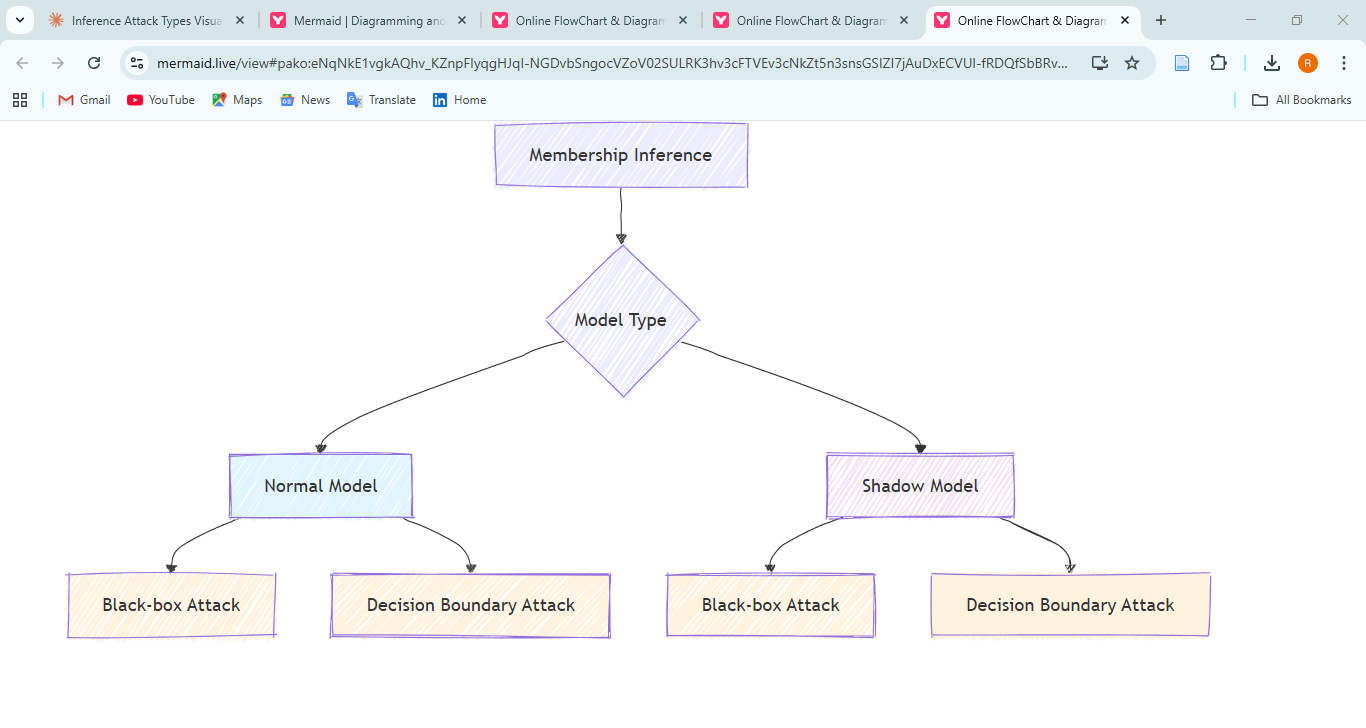 Inference Attack Types Visua
Mermaid | Diagramming and
Online FlowChart & Diagram
Online FlowChart & Diagram
Online FlowChart & Diagram
mermaid.live/view#pako:eNqNkE1vgkAQhv_KZnpFlyqgHJqI-NGDvbSngocVZoV02SULRK3hv3cFTVEv3cNkZt5n3snsGSIZI7jAuDxECVUI-fRDQfSbBRv...
R
Gmail
YouTube
Maps
News
Translate
Home
All Bookmarks
Membership Inference
Model Type
Normal Model
Shadow Model
Black-box Attack
Decision Boundary Attack
Black-box Attack
Decision Boundary Attack